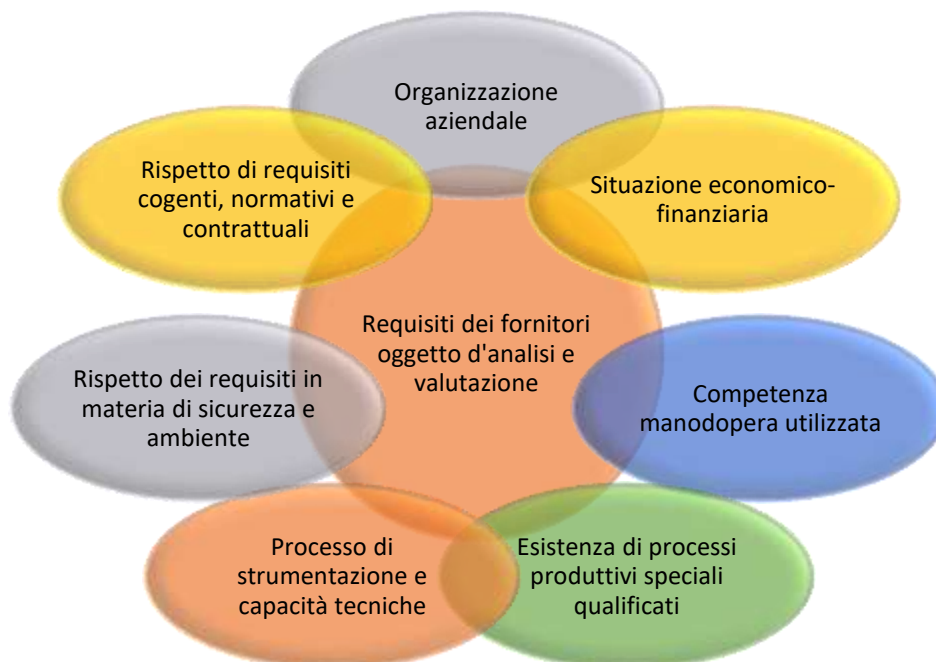 Organizzazione
aziendale
Rispetto di requisiti
cogenti, normativi e
contrattuali
Situazione economico-
finanziaria
Requisiti dei fornitori
oggetto d'analisi e
valutazione
Rispetto dei requisiti in
materia di sicurezza e
ambiente
Competenza
manodopera utilizzata
Processo di
strumentazione e
capacità tecniche
Esistenza di processi
produttivi speciali
qualificati